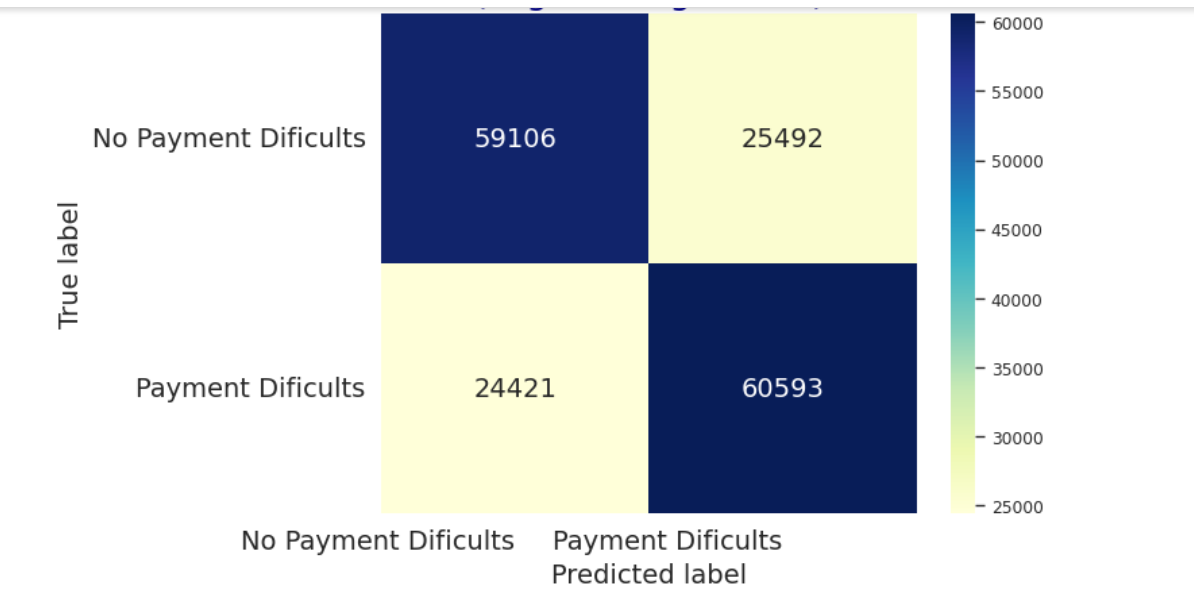 60000
55000
No Payment Dificults 59106 25492
50000
45000
True label
40000
35000
Payment Dificults 24421 60593
30000
25000
No Payment Dificults Payment Dificults
Predicted label